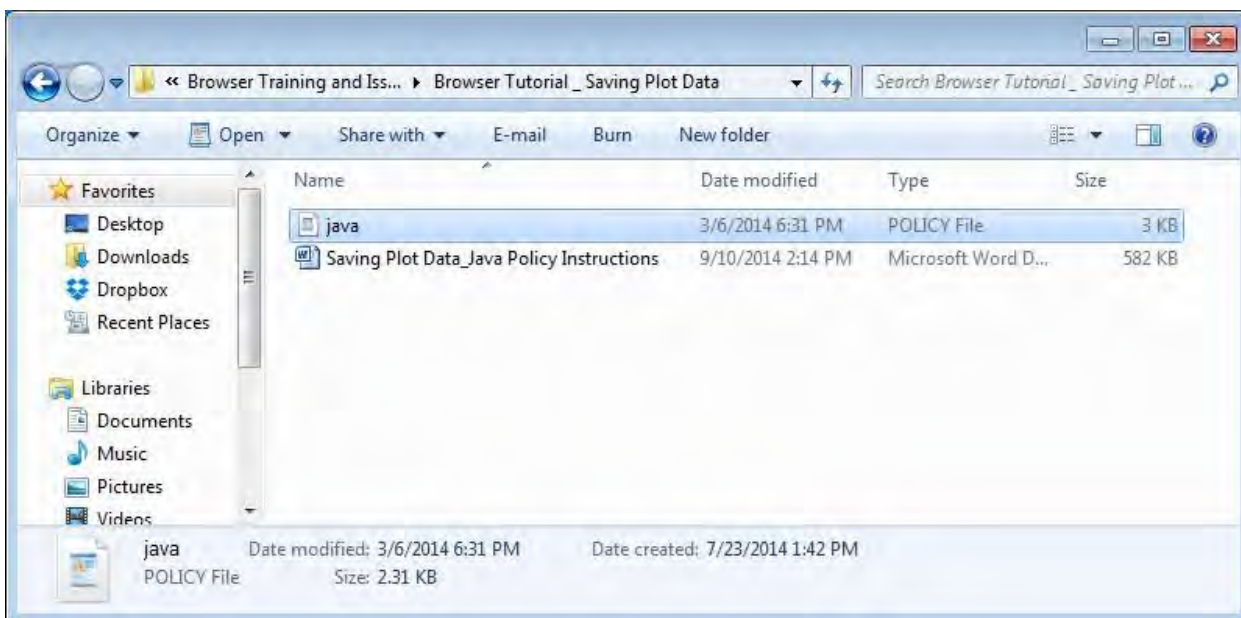 « Browser Training and Iss... ▸ Browser Tutorial _ Saving Plot Data Search Browser Tutorial _ Saving Plot ...
Organize Open Share with E-mail Burn New folder
Favorites
Desktop
Downloads
Dropbox
Recent Places
Libraries
Documents
Music
Pictures
Videos
Name Date modified Type Size
java 3/6/2014 6:31 PM POLICY File 3 KB
Saving Plot Data_Java Policy Instructions 9/10/2014 2:14 PM Microsoft Word D... 582 KB
java Date modified: 3/6/2014 6:31 PM Date created: 7/23/2014 1:42 PM
POLICY File Size: 2.31 KB